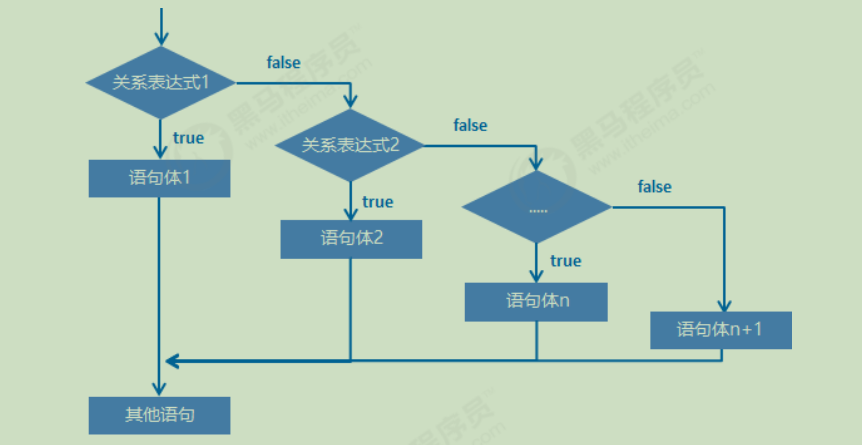 false
关系表达式1
true
语句体1
false
关系表达式2
true
语句体2
false
.....
true
语句体n
语句体n+1
其他语句
黑马程序员
www.itheima.com
黑马程序员
www.itheima.com
程序员